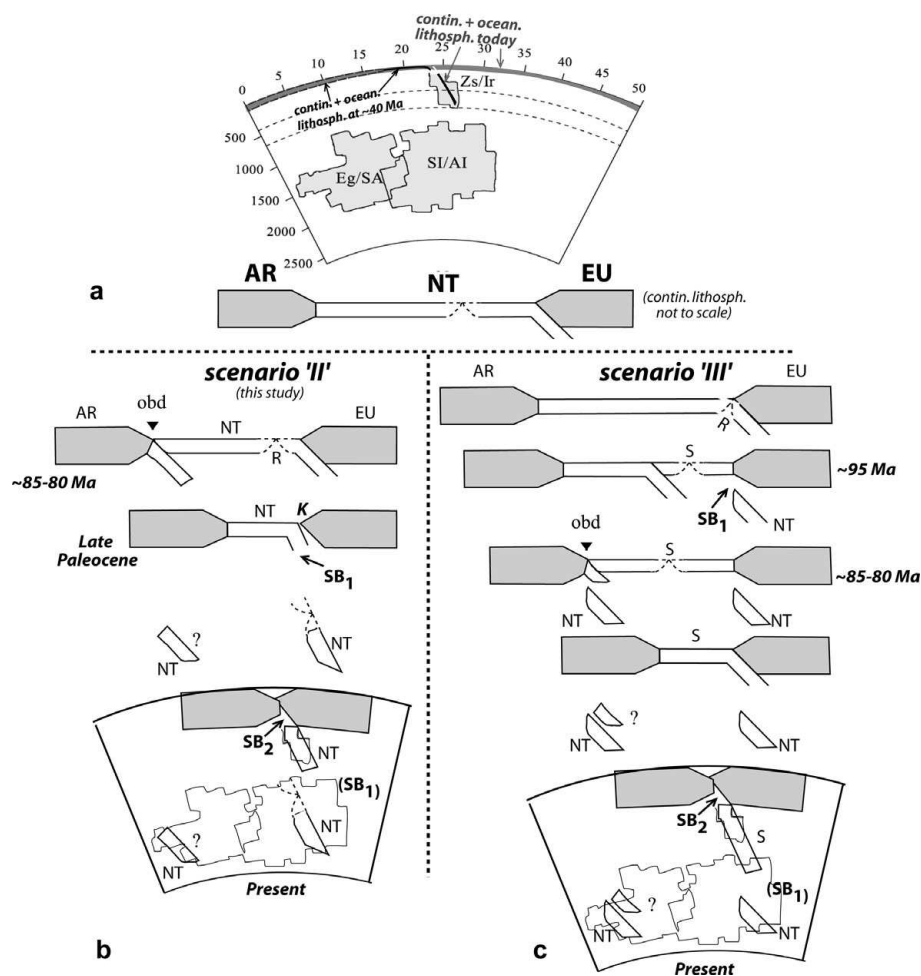 contin. + ocean.
lithosph. today
0 5 10 15 20 25 30 35 40 45 50
Zs/Ir
contin. + ocean.
lithosph. at ~40 Ma
500
1000
1500
2000
2500
Eg/SA
SI/AI
a
AR NT EU
(contin. lithosph.
not to scale)
scenario 'II'
(this study)
AR obd NT EU
R
~85-80 Ma
NT K
Late
Paleocene
SB1
? NT
NT
SB2 NT
(SB1)
? NT
NT
Present
b
scenario 'III'
AR EU
R
S
~95 Ma
SB1
NT
obd S
~85-80 Ma
NT NT
S
? NT
NT
SB2 S
(SB1)
? NT
NT
Present
c